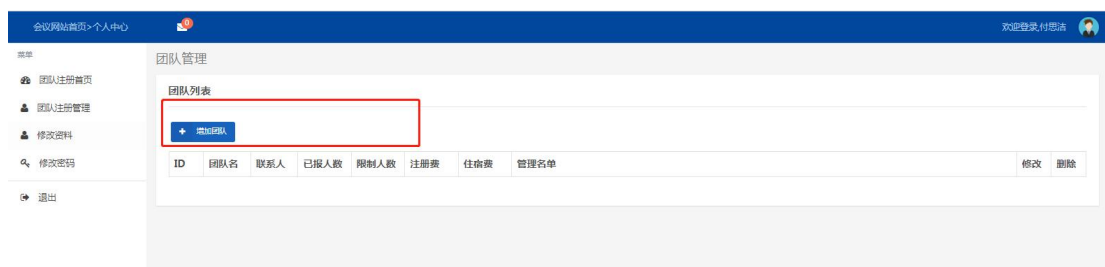 会议网站首页>个人中心 0 欢迎登录,付思洁
菜单
团队注册首页
团队注册管理
修改资料
修改密码
退出
团队管理
团队列表
+ 增加团队
ID 团队名 联系人 已报人数 限制人数 注册费 住宿费 管理名单 修改 删除